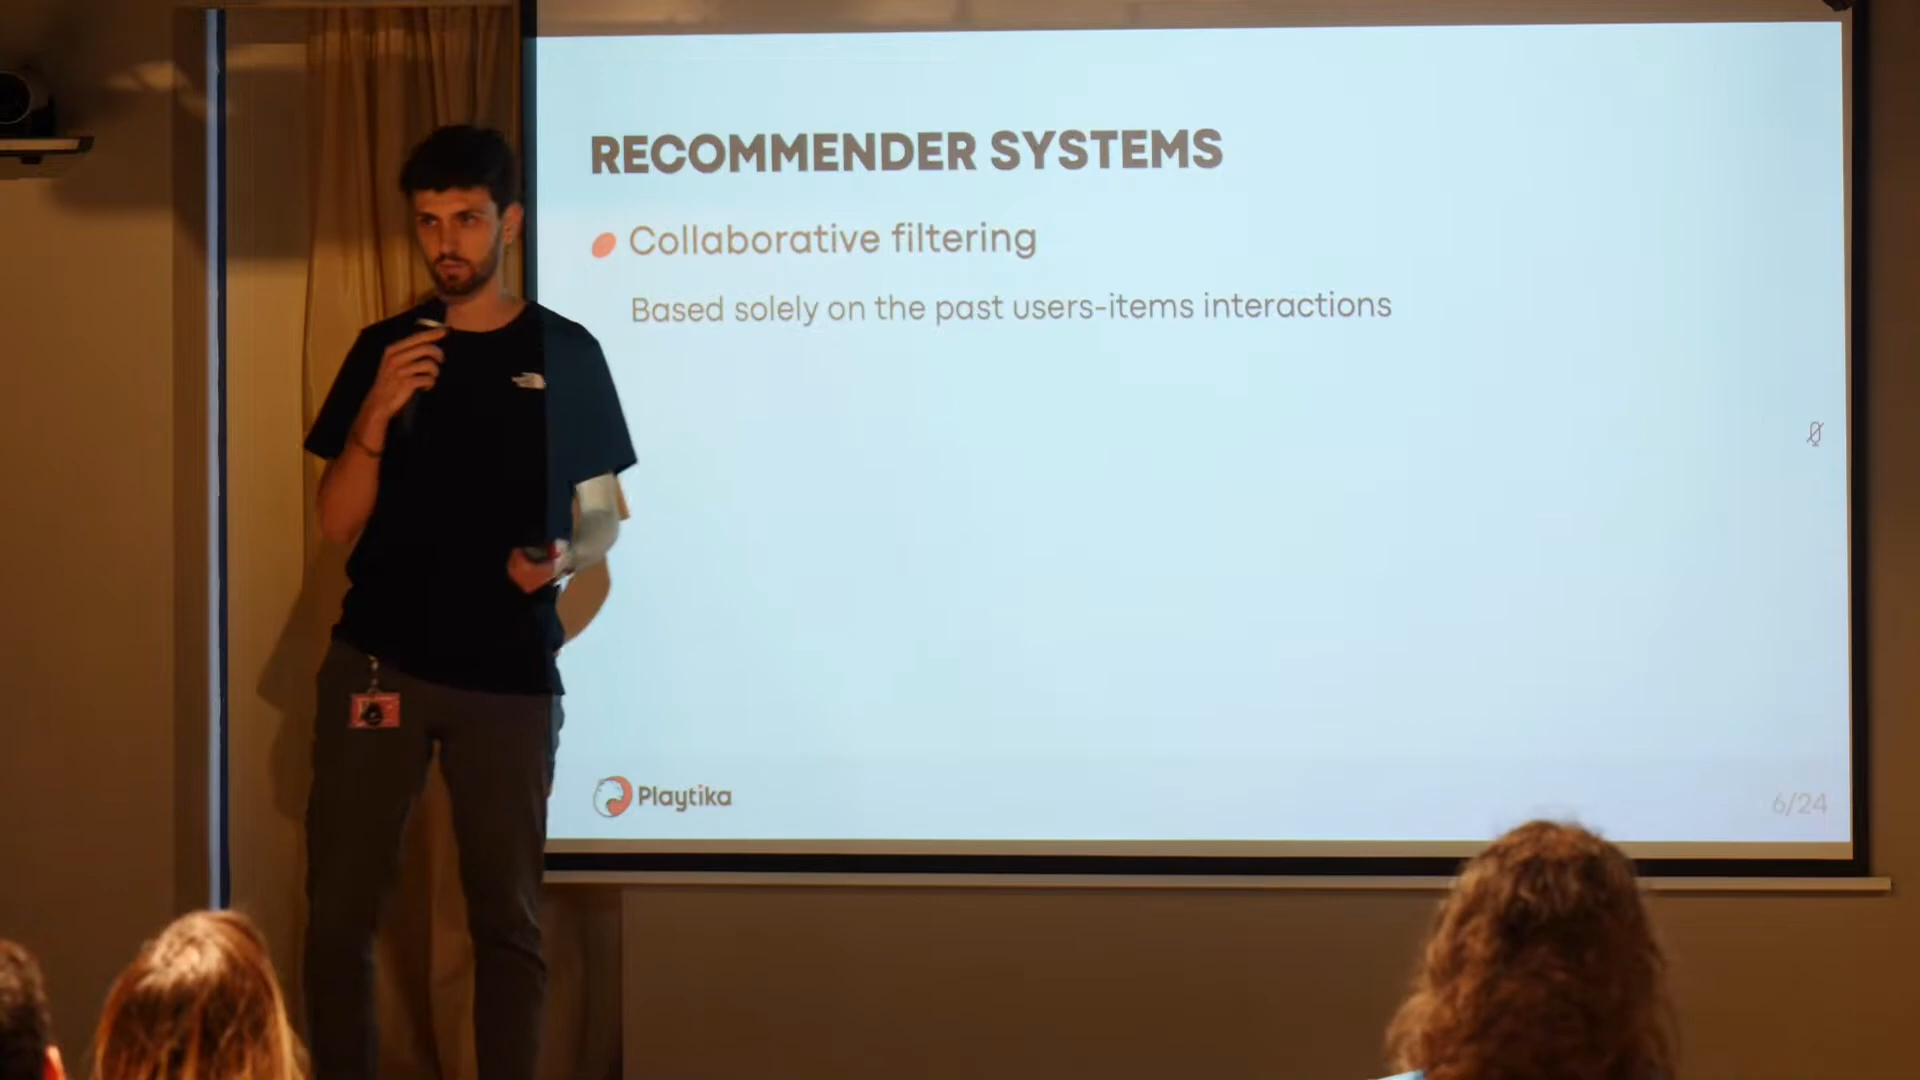 RECOMMENDER SYSTEMS
Collaborative filtering
Based solely on the past users-items interactions
Playtika
6/24